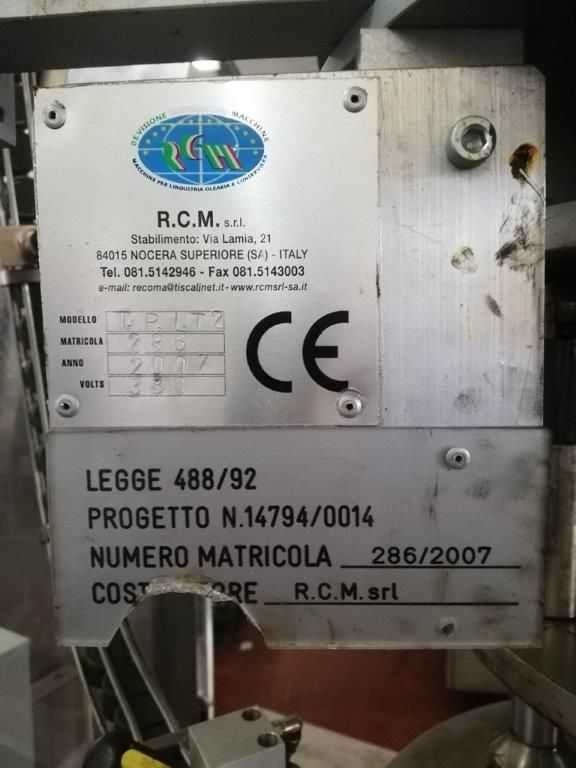 REVISIONE MACCHINE
RCM
MACCHINE PER L'INDUSTRIA OLEARIA E CONSERVIERA
R.C.M. s.r.l.
Stabilimento: Via Lamia, 21
84015 NOCERA SUPERIORE (SA) - ITALY
Tel. 081.5142946 - Fax 081.5143003
e-mail: recoma@tiscalinet.it - www.rcmsrl-sa.it
MODELLO
MATRICOLA 286
ANNO 2007
VOLTS 380
CE
LEGGE 488/92
PROGETTO N.14794/0014
NUMERO MATRICOLA 286/2007
R.C.M. srl